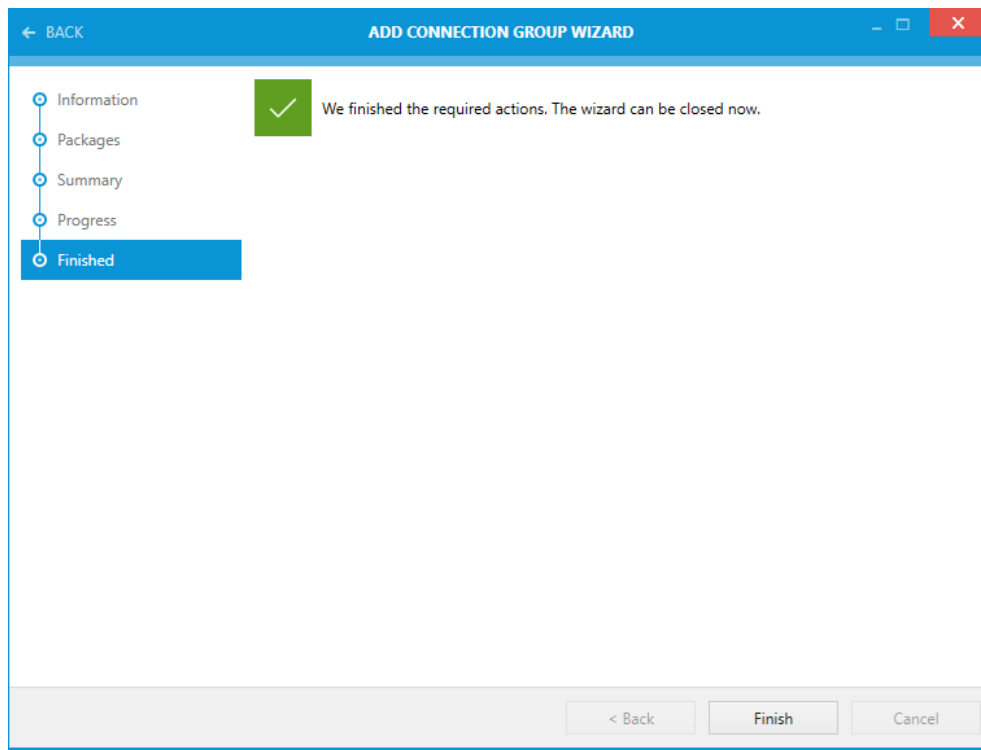 ← BACK
ADD CONNECTION GROUP WIZARD
Information
Packages
Summary
Progress
Finished
We finished the required actions. The wizard can be closed now.
< Back
Finish
Cancel